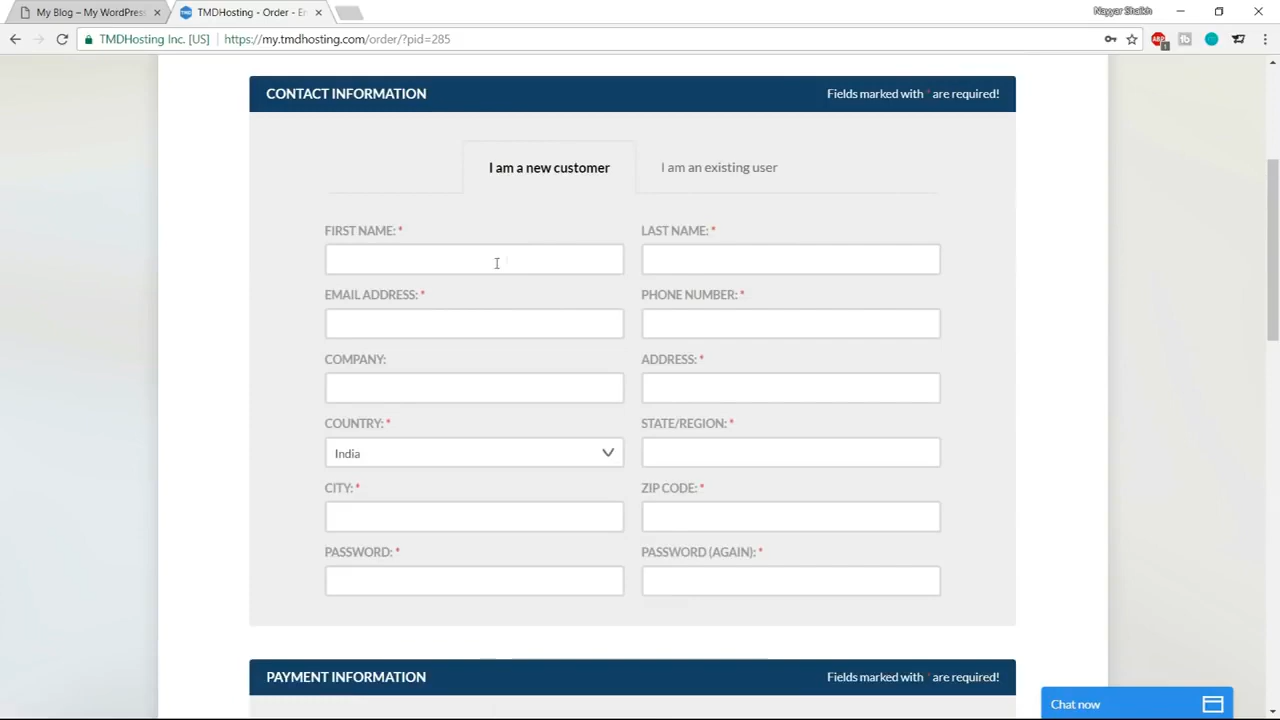 My Blog – My WordPress
TMDHosting - Order - En
Nayyar Shaikh
TMDHosting Inc. [US]
https://my.tmdhosting.com/order/?pid=285
CONTACT INFORMATION
Fields marked with * are required!
I am a new customer
I am an existing user
FIRST NAME: *
LAST NAME: *
EMAIL ADDRESS: *
PHONE NUMBER: *
COMPANY:
ADDRESS: *
COUNTRY: *
STATE/REGION: *
India
CITY: *
ZIP CODE: *
PASSWORD: *
PASSWORD (AGAIN): *
PAYMENT INFORMATION
Fields marked with * are required!
Chat now